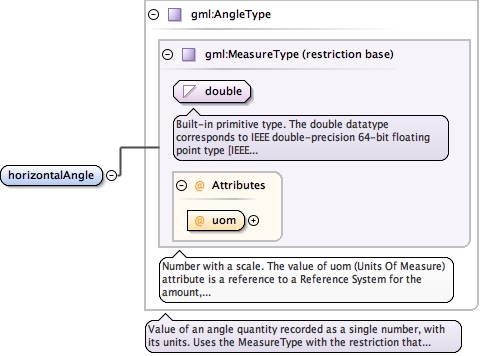 gml:AngleType
gml:MeasureType (restriction base)
double
Built-in primitive type. The double datatype
corresponds to IEEE double-precision 64-bit floating
point type [IEEE...
horizontalAngle
@ Attributes
@ uom
Number with a scale. The value of uom (Units Of Measure)
attribute is a reference to a Reference System for the
amount,...
Value of an angle quantity recorded as a single number, with
its units. Uses the MeasureType with the restriction that...